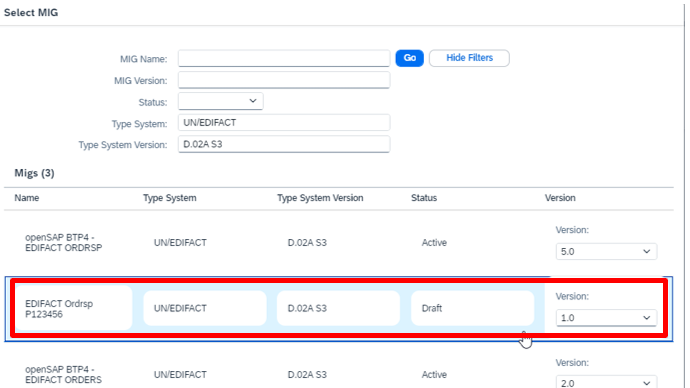 Select MIG
MIG Name:
Go
Hide Filters
MIG Version:
Status:
Type System: UN/EDIFACT
Type System Version: D.02A S3
Migs (3)
Name Type System Type System Version Status Version
openSAP BTP4 -
EDIFACT ORDRSP
UN/EDIFACT
D.02A S3
Active
Version:
5.0
EDIFACT Ordrsp
P123456
UN/EDIFACT
D.02A S3
Draft
Version:
1.0
openSAP BTP4 -
EDIFACT ORDERS
UN/EDIFACT
D.02A S3
Active
Version:
2.0